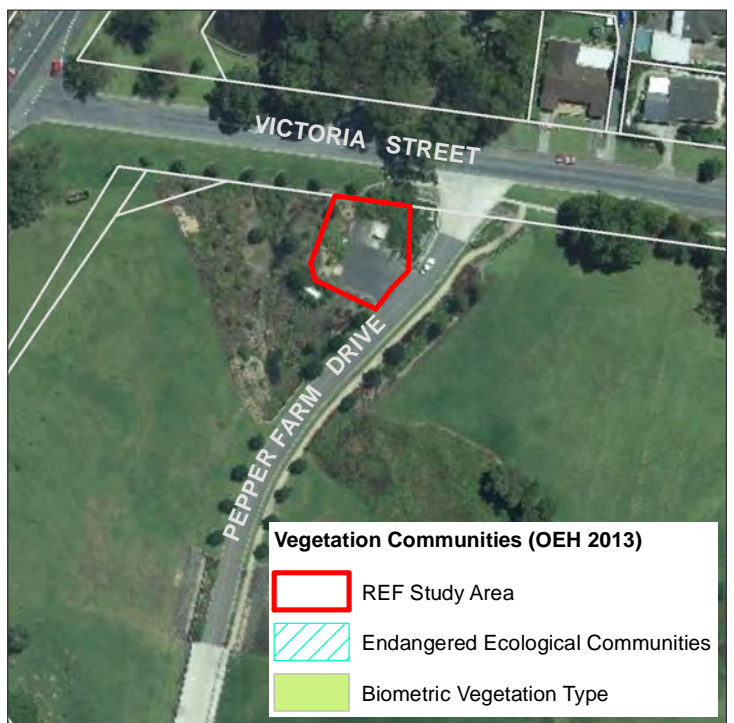 VICTORIA STREET
PEPPER FARM DRIVE
Vegetation Communities (OEH 2013)
REF Study Area
Endangered Ecological Communities
Biometric Vegetation Type